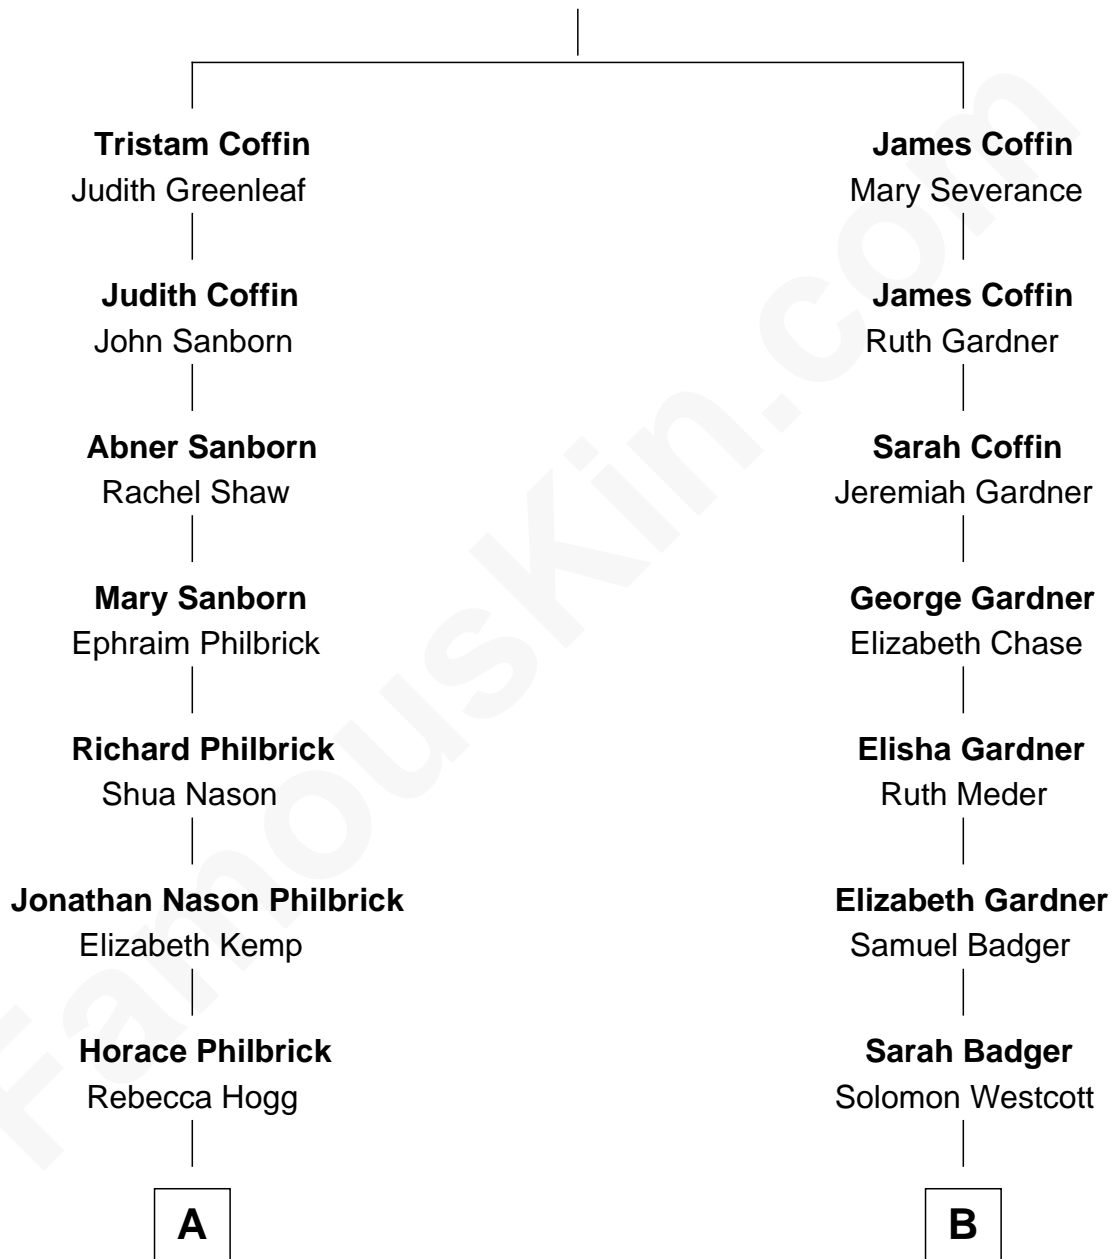 Tristam Coffin
Judith Greenleaf
Judith Coffin
John Sanborn
Abner Sanborn
Rachel Shaw
Mary Sanborn
Ephraim Philbrick
Richard Philbrick
Shua Nason
Jonathan Nason Philbrick
Elizabeth Kemp
Horace Philbrick
Rebecca Hogg
A
James Coffin
Mary Severance
James Coffin
Ruth Gardner
Sarah Coffin
Jeremiah Gardner
George Gardner
Elizabeth Chase
Elisha Gardner
Ruth Meder
Elizabeth Gardner
Samuel Badger
Sarah Badger
Solomon Westcott
B
FamousKin.com